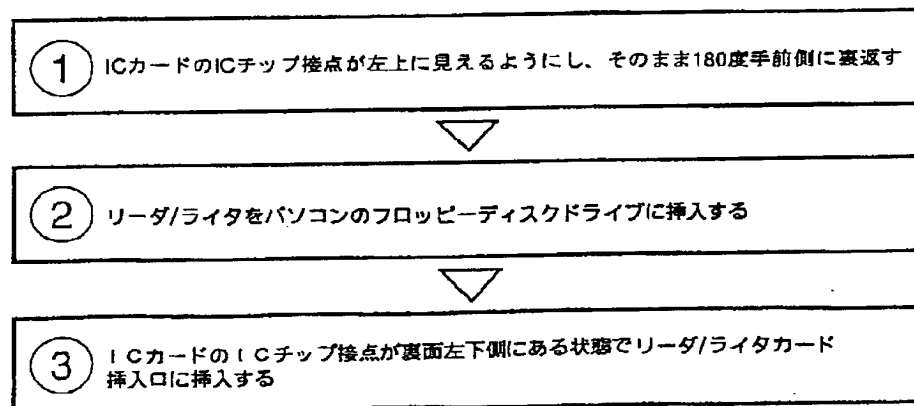 ① ICカードのICチップ接点が左上に見えるようにし、そのまま180度手前側に裏返す
② リーダ/ライタをパソコンのフロッピーディスクドライブに挿入する
③ ICカードのICチップ接点が裏面左下側にある状態でリーダ/ライタカード
挿入口に挿入する